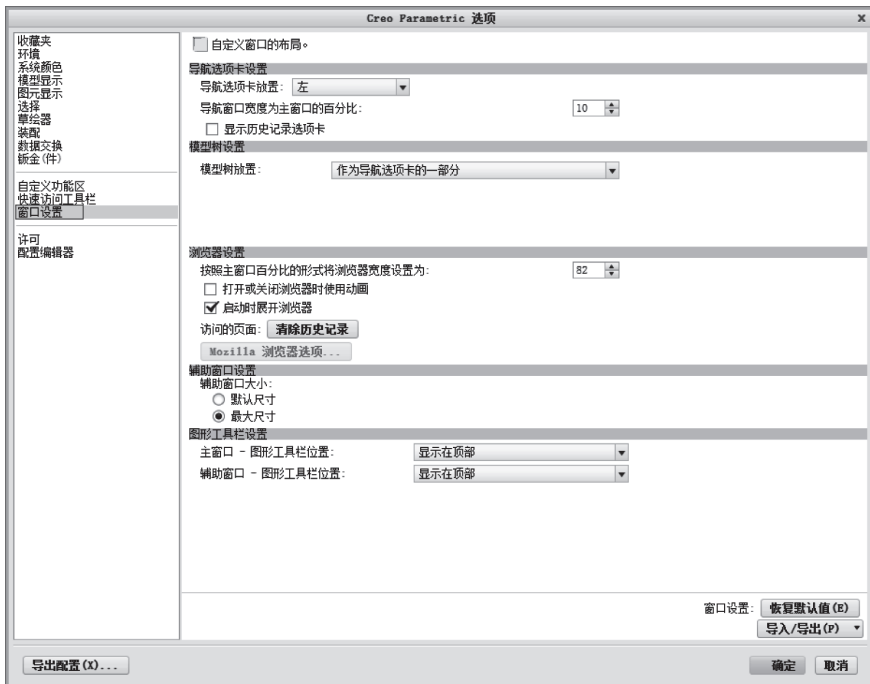 Creo Parametric 选项
x
收藏夹
环境
系统颜色
模型显示
图元显示
选择
草绘器
装配
数据交换
钣金(件)
自定义功能区
快速访问工具栏
窗口设置
许可
配置编辑器
自定义窗口的布局。
导航选项卡设置
导航选项卡放置: 左
导航窗口宽度为主窗口的百分比: 10
显示历史记录选项卡
模型树设置
模型树放置: 作为导航选项卡的一部分
浏览器设置
按照主窗口百分比的形式将浏览器宽度设置为: 82
打开或关闭浏览器时使用动画
启动时展开浏览器
访问的页面: 清除历史记录
Mozilla 浏览器选项...
辅助窗口设置
辅助窗口大小:
默认尺寸
最大尺寸
图形工具栏设置
主窗口 - 图形工具栏位置: 显示在顶部
辅助窗口 - 图形工具栏位置: 显示在顶部
窗口设置: 恢复默认值(E)
导入/导出(P)
导出配置(X)...
确定 取消